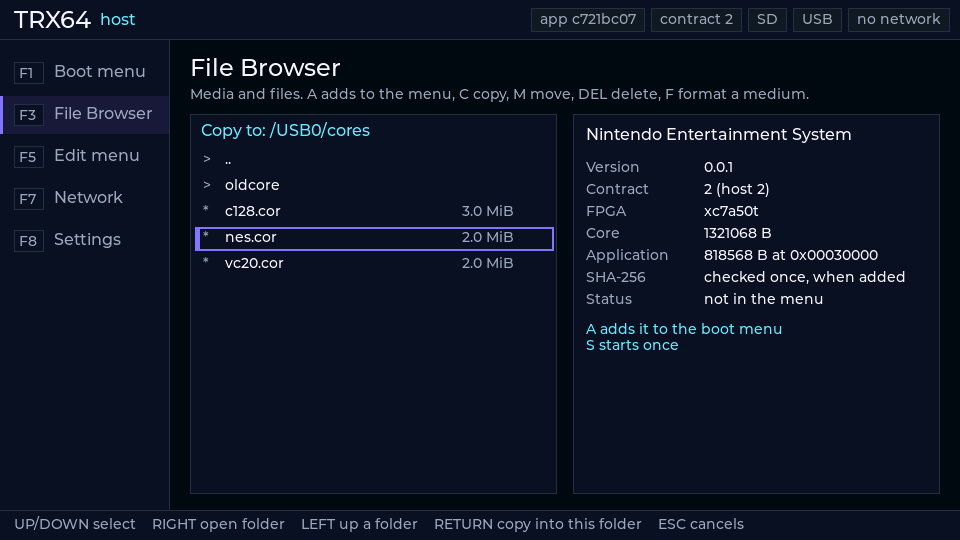 TRX64 host
app c721bc07 contract 2 SD USB no network
F1 Boot menu
F3 File Browser
F5 Edit menu
F7 Network
F8 Settings
File Browser
Media and files. A adds to the menu, C copy, M move, DEL delete, F format a medium.
Copy to: /USB0/cores
> ..
> oldcore
* c128.cor 3.0 MiB
* nes.cor 2.0 MiB
* vc20.cor 2.0 MiB
Nintendo Entertainment System
Version 0.0.1
Contract 2 (host 2)
FPGA xc7a50t
Core 1321068 B
Application 818568 B at 0x00030000
SHA-256 checked once, when added
Status not in the menu
A adds it to the boot menu
S starts once
UP/DOWN select RIGHT open folder LEFT up a folder RETURN copy into this folder ESC cancels